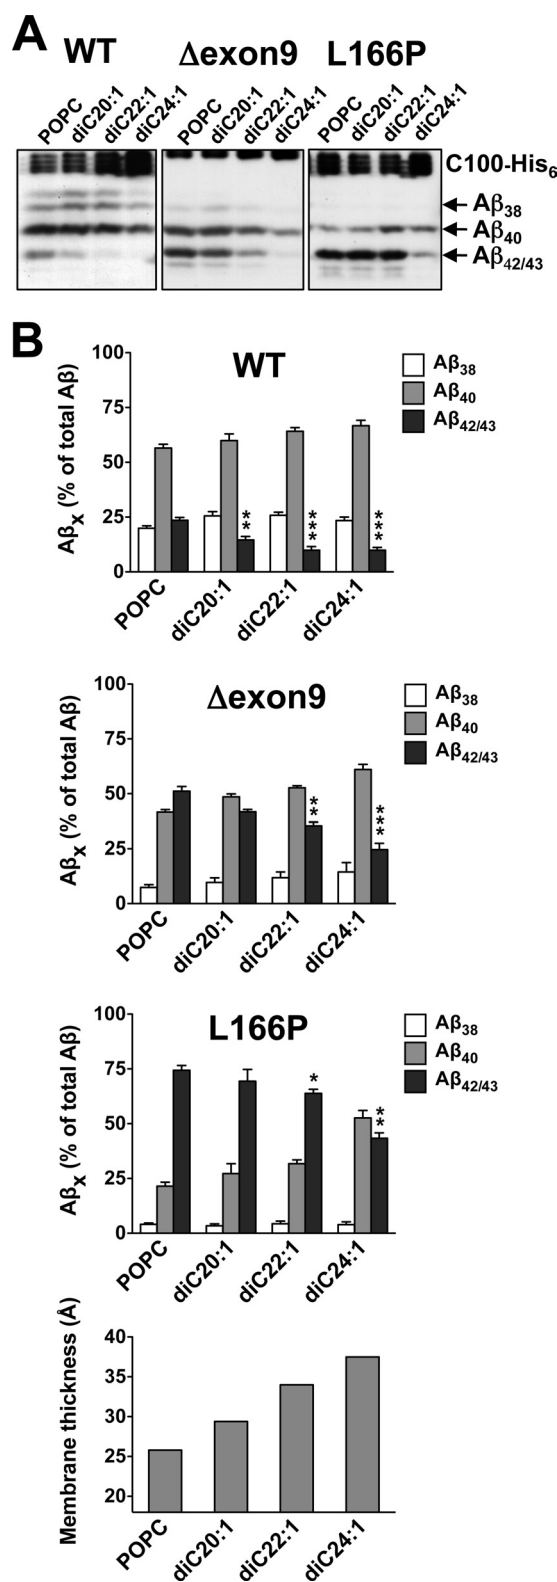 A
WT Δexon9 L166P
POPC diC20:1 diC22:1 diC24:1 POPC diC20:1 diC22:1 diC24:1 POPC diC20:1 diC22:1 diC24:1
C100-His6
Aβ38
Aβ40
Aβ42/43
B
WT
Aβx (% of total Aβ)
100
75
50
25
0
Aβ38
Aβ40
Aβ42/43
** *** ***
POPC diC20:1 diC22:1 diC24:1
Δexon9
Aβx (% of total Aβ)
100
75
50
25
0
Aβ38
Aβ40
Aβ42/43
** ***
POPC diC20:1 diC22:1 diC24:1
L166P
Aβx (% of total Aβ)
100
75
50
25
0
Aβ38
Aβ40
Aβ42/43
* **
POPC diC20:1 diC22:1 diC24:1
Membrane thickness (Å)
40
35
30
25
20
POPC diC20:1 diC22:1 diC24:1